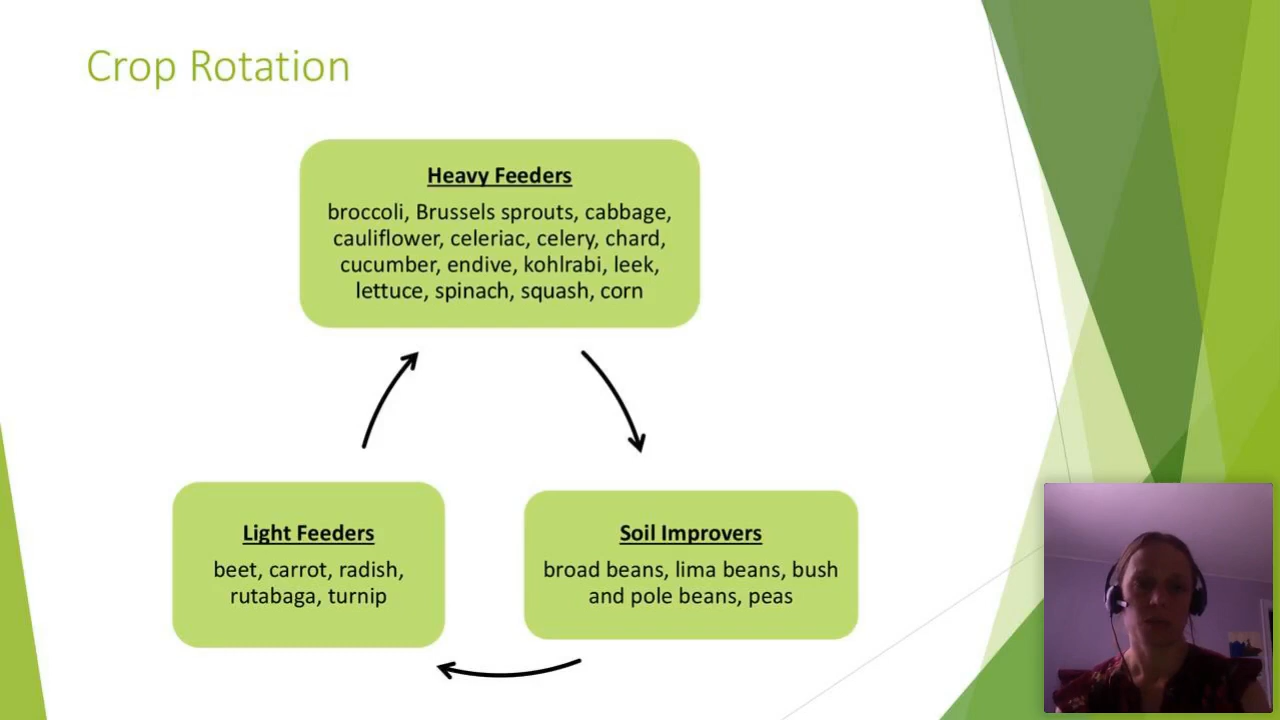 Crop Rotation
Heavy Feeders
broccoli, Brussels sprouts, cabbage,
cauliflower, celeriac, celery, chard,
cucumber, endive, kohlrabi, leek,
lettuce, spinach, squash, corn
Light Feeders
beet, carrot, radish,
rutabaga, turnip
Soil Improvers
broad beans, lima beans, bush
and pole beans, peas